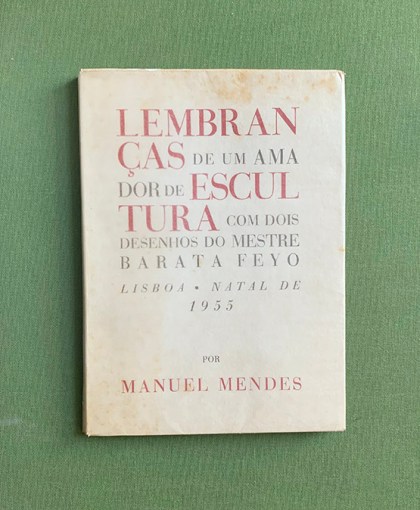 LEMBRAN
ÇAS DE UM AMA
DOR DE ESCUL
TURA COM DOIS
DESENHOS DO MESTRE
BARATA FEYO
LISBOA • NATAL DE
1955
POR
MANUEL MENDES